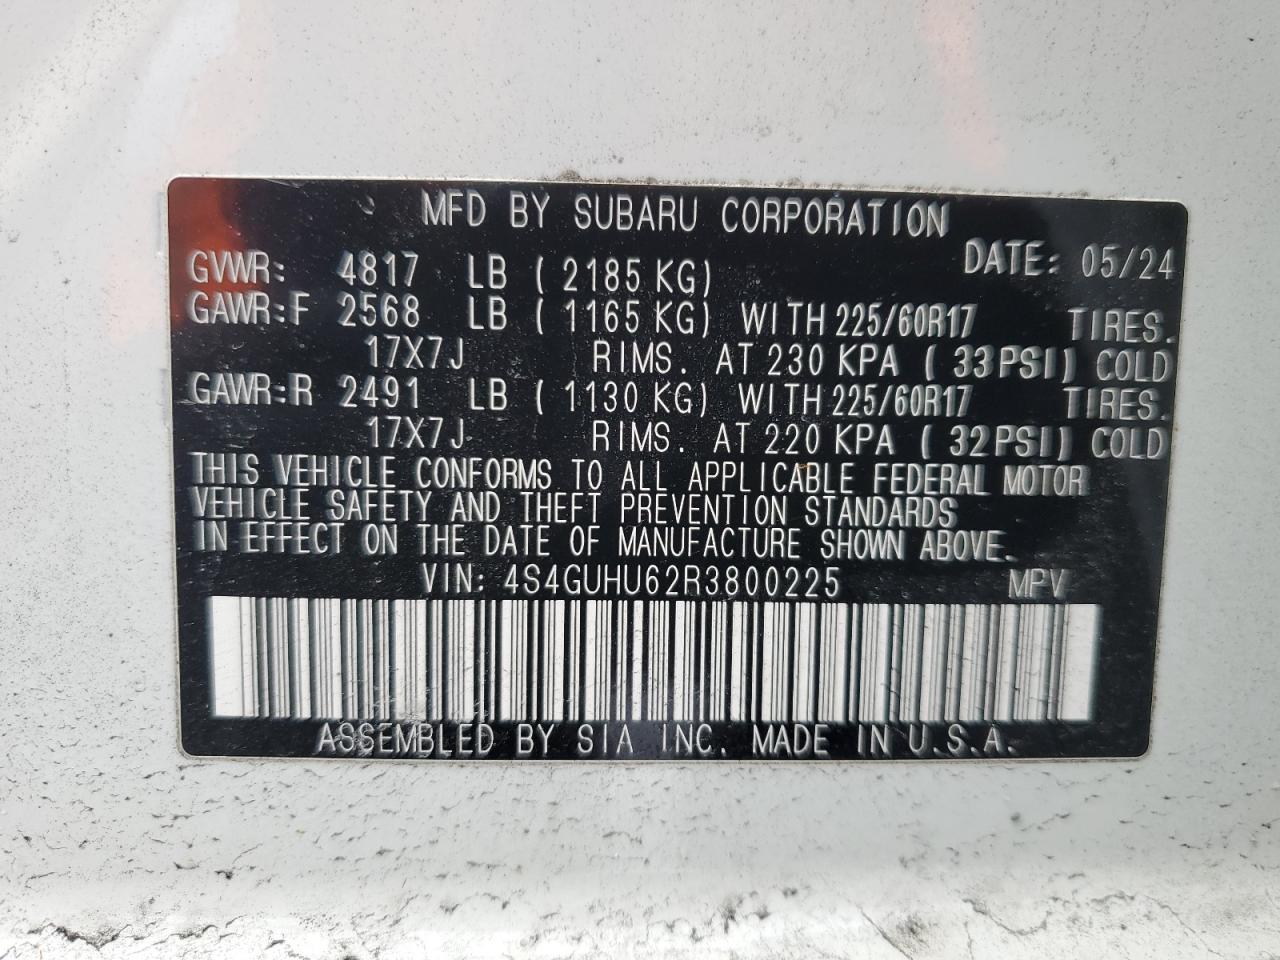 MFD BY SUBARU CORPORATION
DATE: 05/24
GVWR: 4817 LB ( 2185 KG)
GAWR:F 2568 LB ( 1165 KG) WITH 225/60R17 TIRES.
17X7J RIMS. AT 230 KPA ( 33PSI) COLD
GAWR:R 2491 LB ( 1130 KG) WITH 225/60R17 TIRES.
17X7J RIMS. AT 220 KPA ( 32PSI) COLD
THIS VEHICLE CONFORMS TO ALL APPLICABLE FEDERAL MOTOR
VEHICLE SAFETY AND THEFT PREVENTION STANDARDS
IN EFFECT ON THE DATE OF MANUFACTURE SHOWN ABOVE.
VIN: 4S4GUHU62R3800225 MPV
ASSEMBLED BY SIA INC. MADE IN U.S.A.